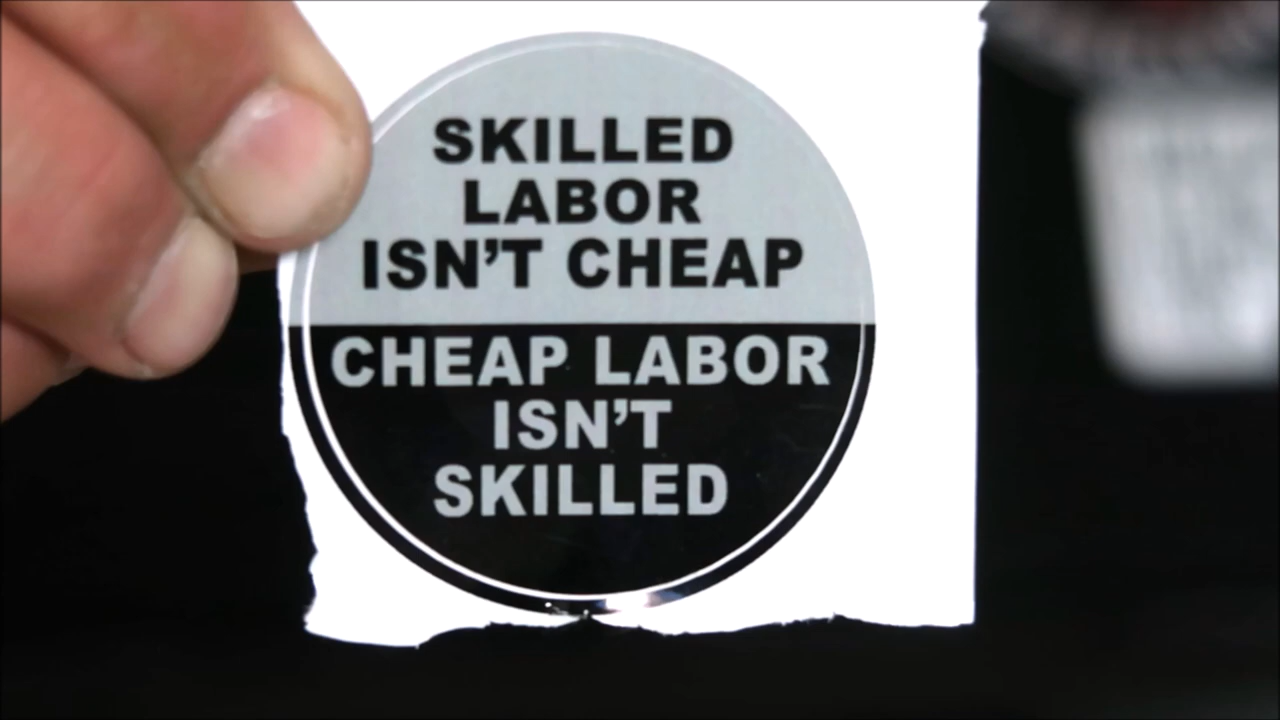 SKILLED
LABOR
ISN'T CHEAP
CHEAP LABOR
ISN'T
SKILLED